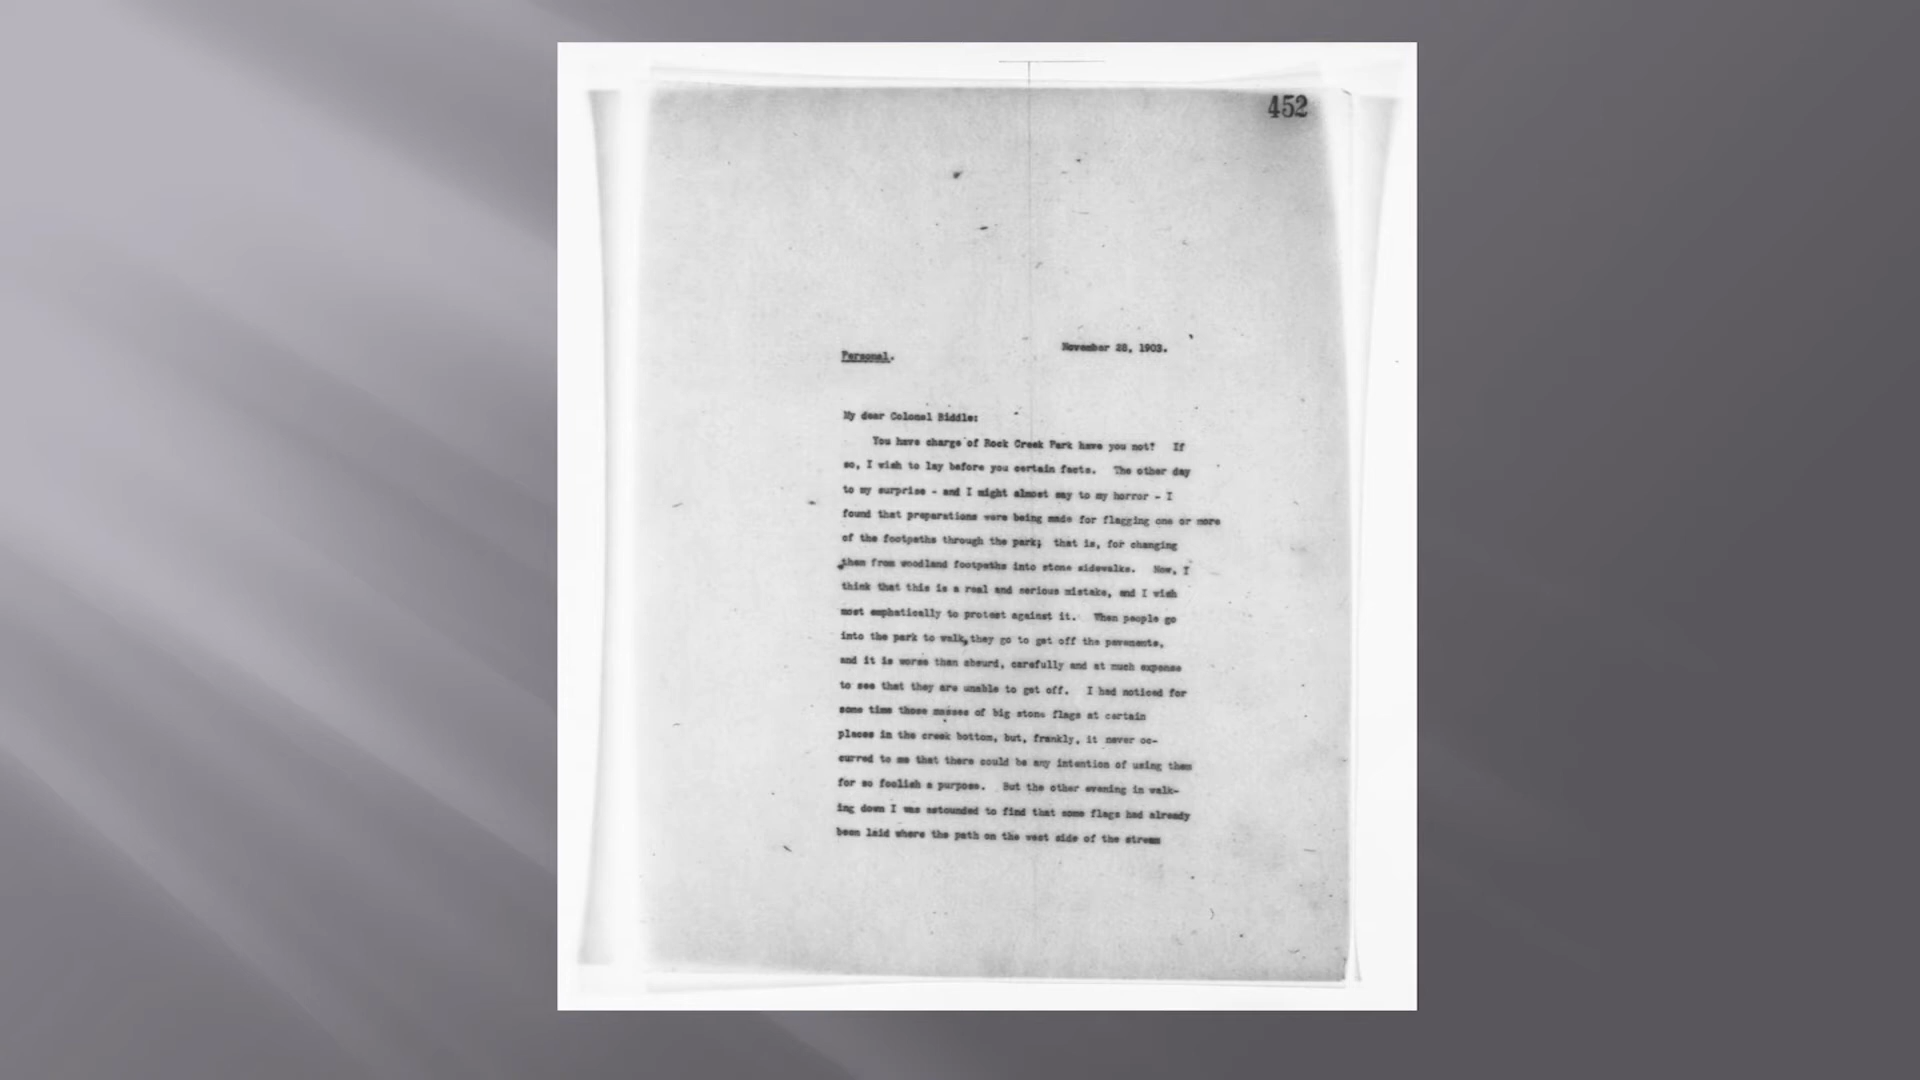 452
November 28, 1903.
Personal.
My dear Colonel Biddle:
You have charge of Rock Creek Park have you not? If
so, I wish to lay before you certain facts. The other day
to my surprise - and I might almost say to my horror - I
found that preparations were being made for flagging one or more
of the footpaths through the park; that is, for changing
them from woodland footpaths into stone sidewalks. Now, I
think that this is a real and serious mistake, and I wish
most emphatically to protest against it. When people go
into the park to walk, they go to get off the pavements,
and it is worse than absurd, carefully and at much expense
to see that they are unable to get off. I had noticed for
some time those masses of big stone flags at certain
places in the creek bottom, but, frankly, it never oc-
curred to me that there could be any intention of using them
for so foolish a purpose. But the other evening in walk-
ing down I was astounded to find that some flags had already
been laid where the path on the west side of the stream